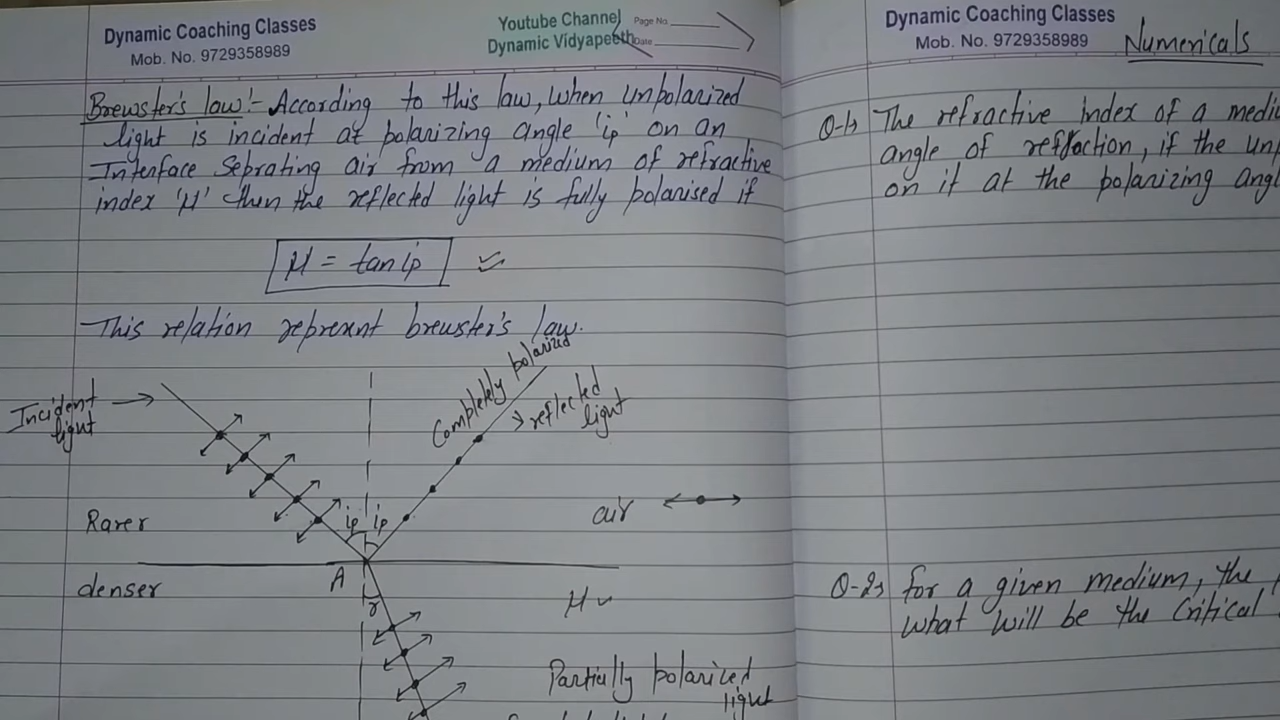 Dynamic Coaching Classes
Mob. No. 9729358989
Youtube Channel
Dynamic Vidyapeeth
Page No.
Date
Brewster's law:- According to this law, when unpolarized
light is incident at polarizing angle 'ip' on an
Interface Seprating air from a medium of refractive
index 'μ' then the reflected light is fully polarised if
μ = tan ip
This relation represent brewster's law.
Incident
light
Completely polarized
reflected
light
Rarer
ip ip
air
A
denser
r
μ
Partially polarized
light
Dynamic Coaching Classes
Mob. No. 9729358989
Numericals
Q-1) The refractive index of a
angle of refraction, if the
on it at the polarizing
Q-2) for a given medium, the
what will be the Critical